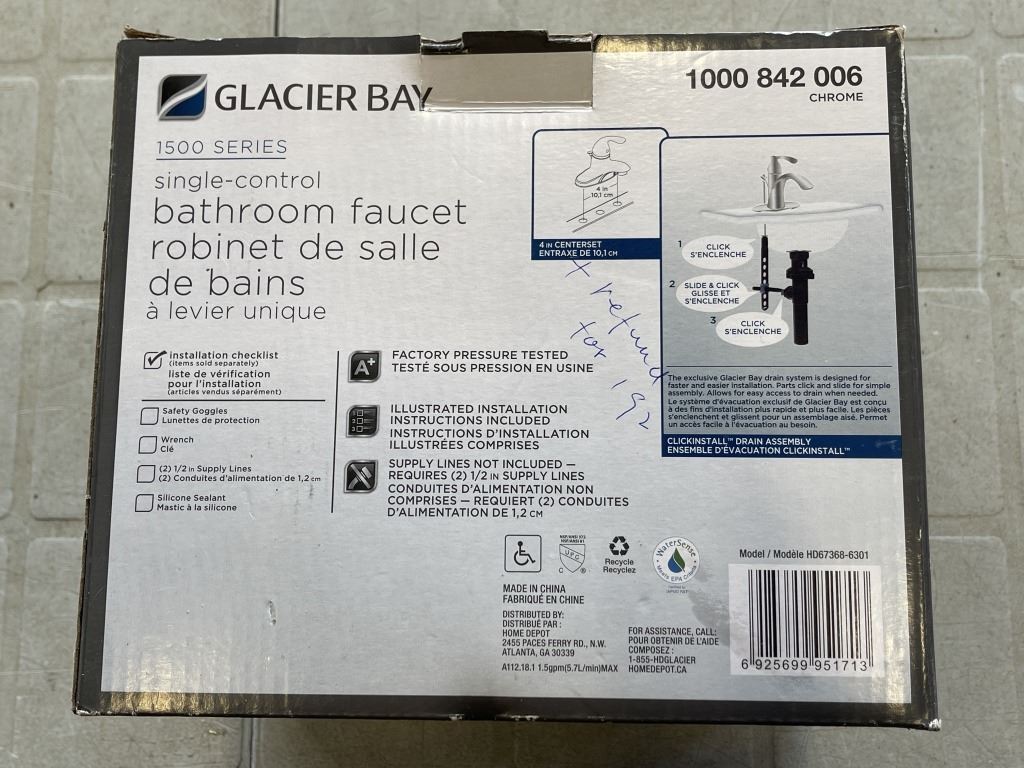 GLACIER BAY
1000 842 006
CHROME
1500 SERIES
single-control
bathroom faucet
robinet de salle
de bains
à levier unique
4 in
10,1 cm
4 IN CENTERSET
ENTRAXE DE 10,1 CM
1
CLICK
S'ENCLENCHE
2
SLIDE & CLICK
GLISSE ET
S'ENCLENCHE
3
CLICK
S'ENCLENCHE
The exclusive Glacier Bay drain system is designed for
faster and easier installation. Parts click and slide for simple
assembly. Allows for easy access to drain when needed.
Le système d'évacuation exclusif de Glacier Bay est conçu
à des fins d'installation plus rapide et plus facile. Les pièces
s'enclenchent et glissent pour un assemblage aisé. Permet
un accès facile à l'évacuation au besoin.
CLICKINSTALL™ DRAIN ASSEMBLY
ENSEMBLE D'ÉVACUATION CLICKINSTALL™
x refund
192
installation checklist
(items sold separately)
liste de vérification
pour l'installation
(articles vendus séparément)
Safety Goggles
Lunettes de protection
Wrench
Clé
(2) 1/2 in Supply Lines
(2) Conduites d'alimentation de 1,2 cm
Silicone Sealant
Mastic à la silicone
A+
FACTORY PRESSURE TESTED
TESTÉ SOUS PRESSION EN USINE
ILLUSTRATED INSTALLATION
INSTRUCTIONS INCLUDED
INSTRUCTIONS D'INSTALLATION
ILLUSTRÉES COMPRISES
SUPPLY LINES NOT INCLUDED —
REQUIRES (2) 1/2 IN SUPPLY LINES
CONDUITES D'ALIMENTATION NON
COMPRISES — REQUIERT (2) CONDUITES
D'ALIMENTATION DE 1,2 CM
UPC
Recycle
Recyclez
WaterSense
Meets EPA Criteria
MADE IN CHINA
FABRIQUÉ EN CHINE
DISTRIBUTED BY:
DISTRIBUÉ PAR :
HOME DEPOT
2455 PACES FERRY RD., N.W.
ATLANTA, GA 30339
A112.18.1 1.5gpm(5.7L/min)MAX
FOR ASSISTANCE, CALL:
POUR OBTENIR DE L'AIDE
COMPOSEZ :
1-855-HDGLACIER
HOMEDEPOT.CA
Model / Modèle HD67368-6301
6 925699 951713